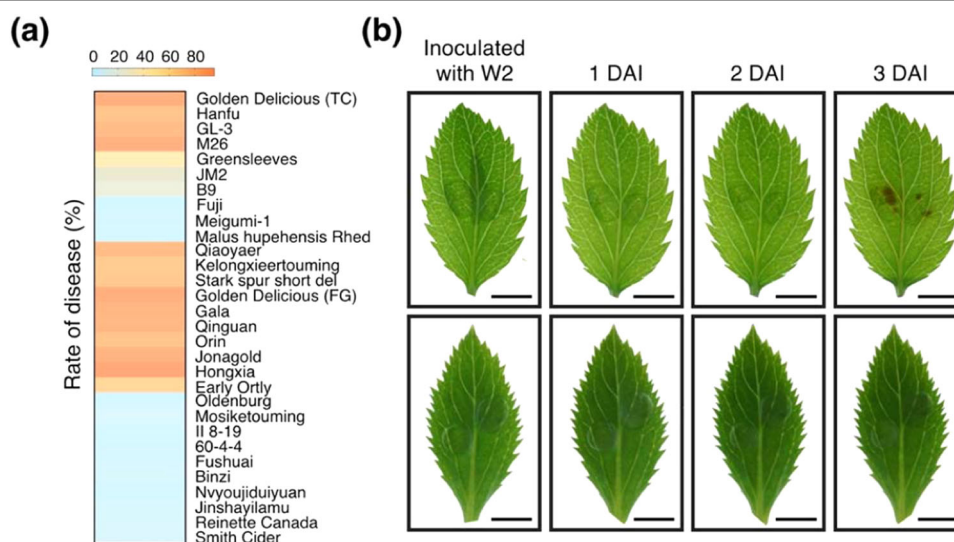 (a)
0 20 40 60 80
Rate of disease (%)
Golden Delicious (TC)
Hanfu
GL-3
M26
Greensleeves
JM2
B9
Fuji
Meigumi-1
Malus hupehensis Rhed
Qiaoyaer
Kelongxieertouming
Stark spur short del
Golden Delicious (FG)
Gala
Qinguan
Orin
Jonagold
Hongxia
Early Ortly
Oldenburg
Mosiketouming
II 8-19
60-4-4
Fushuai
Binzi
Nvyoujiduiyuan
Jinshayilamu
Reinette Canada
Smith Cider
(b)
Inoculated
with W2
1 DAI
2 DAI
3 DAI